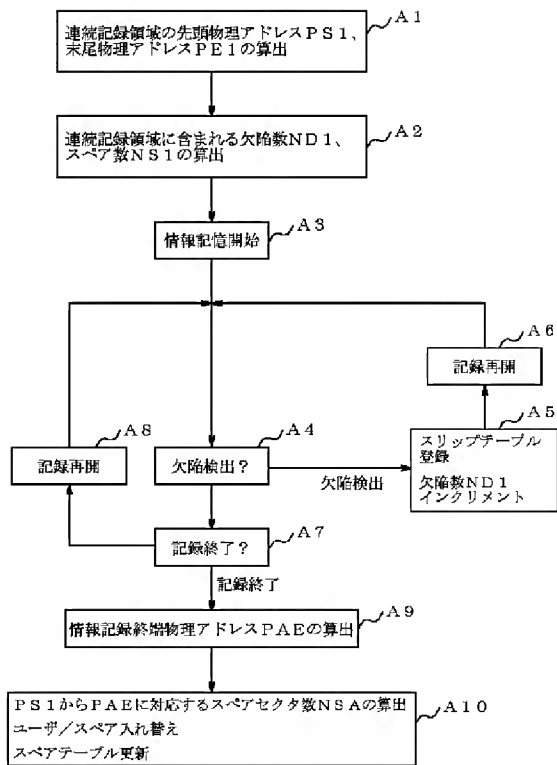 A1
連続記録領域の先頭物理アドレスPS1、
末尾物理アドレスPE1の算出
A2
連続記録領域に含まれる欠陥数ND1、
スペア数NS1の算出
A3
情報記憶開始
A6
記録再開
A5
スリップテーブル
登録
欠陥数ND1
インクリメント
A8
記録再開
A4
欠陥検出?
欠陥検出
A7
記録終了?
記録終了
A9
情報記録終端物理アドレスPAEの算出
A10
PS1からPAEに対応するスペアセクタ数NSAの算出
ユーザ/スペア入れ替え
スペアテーブル更新